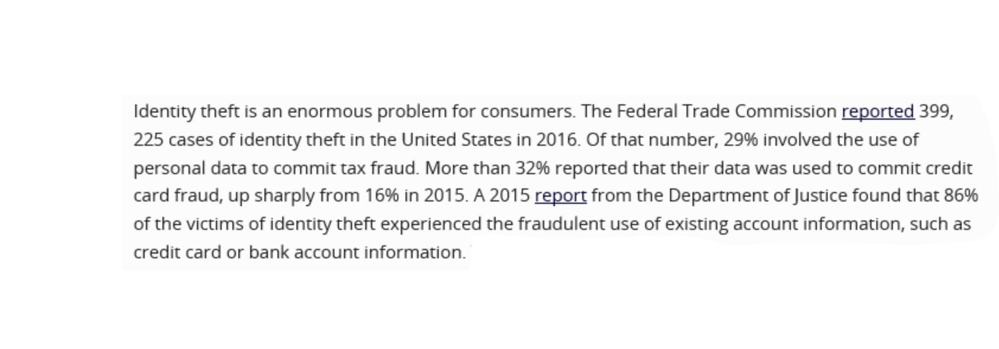 Identity theft is an enormous problem for consumers. The Federal Trade Commission reported 399,
225 cases of identity theft in the United States in 2016. Of that number, 29% involved the use of
personal data to commit tax fraud. More than 32% reported that their data was used to commit credit
card fraud, up sharply from 16% in 2015. A 2015 report from the Department of Justice found that 86%
of the victims of identity theft experienced the fraudulent use of existing account information, such as
credit card or bank account information.